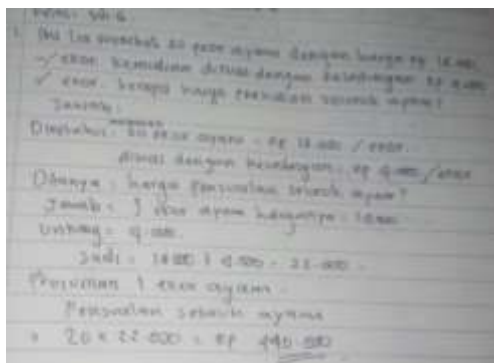 1. Ibu Lia membeli 20 ekor ayam dengan harga Rp 18.000
/ ekor. Kemudian dijual dengan keuntungan Rp 4.000
/ ekor. berapa harga penjualan seluruh ayam?
Jawab:
Diketahui: 20 ekor ayam = Rp 18.000 / ekor.
dijual dengan keuntungan = Rp 4.000 / ekor
Ditanya: harga penjualan seluruh ayam?
Jawab: 1 ekor ayam harganya = 18.000
Untung = 4.000.
Jadi = 18.000 + 4.000 = 22.000.
Penjualan 1 ekor ayam.
Penjualan seluruh ayam
= 20 x 22.000 = Rp 440.000